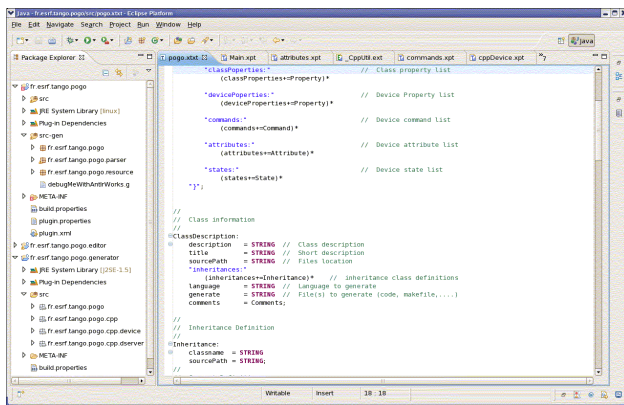 Java - fr.esrf.tango.pogo/src/pogo.xtxt - Eclipse Platform
File Edit Navigate Search Project Run Window Help
Java
Package Explorer
pogo.xtxt Main.xpt attributes.xpt _CppUtil.ext commands.xpt cppDevice.xpt »7
fr.esrf.tango.pogo
src
JRE System Library [linux]
Plug-in Dependencies
src-gen
fr.esrf.tango.pogo
fr.esrf.tango.pogo.parser
fr.esrf.tango.pogo.resource
debugMeWithAntlrWorks.g
META-INF
build.properties
plugin.properties
plugin.xml
fr.esrf.tango.pogo.editor
fr.esrf.tango.pogo.generator
JRE System Library [J2SE-1.5]
Plug-in Dependencies
src
fr.esrf.tango.pogo
fr.esrf.tango.pogo.cpp
fr.esrf.tango.pogo.cpp.device
fr.esrf.tango.pogo.cpp.dserver
META-INF
build.properties
"classPoperties:" // Class property list
(classProperties+=Property)*
"devicePoperties:" // Device Property list
(deviceProperties+=Property)*
"commands:" // Device command list
(commands+=Command)*
"attributes:" // Device attribute list
(attributes+=Attribute)*
"states:" // Device state list
(states+=State)*
"}";
//
// Class information
//
ClassDescription:
description = STRING // Class description
title = STRING // Short description
sourcePath = STRING // Files location
"inheritances:"
(inheritances+=Inheritance)* // inheritance class definitions
language = STRING // Language to generate
generate = STRING // File(s) to generate (code, makefile,....)
comments = Comments;
//
// Inheritance Definition
//
Inheritance:
classname = STRING
sourcePath = STRING;
//
Writable Insert 18 : 18